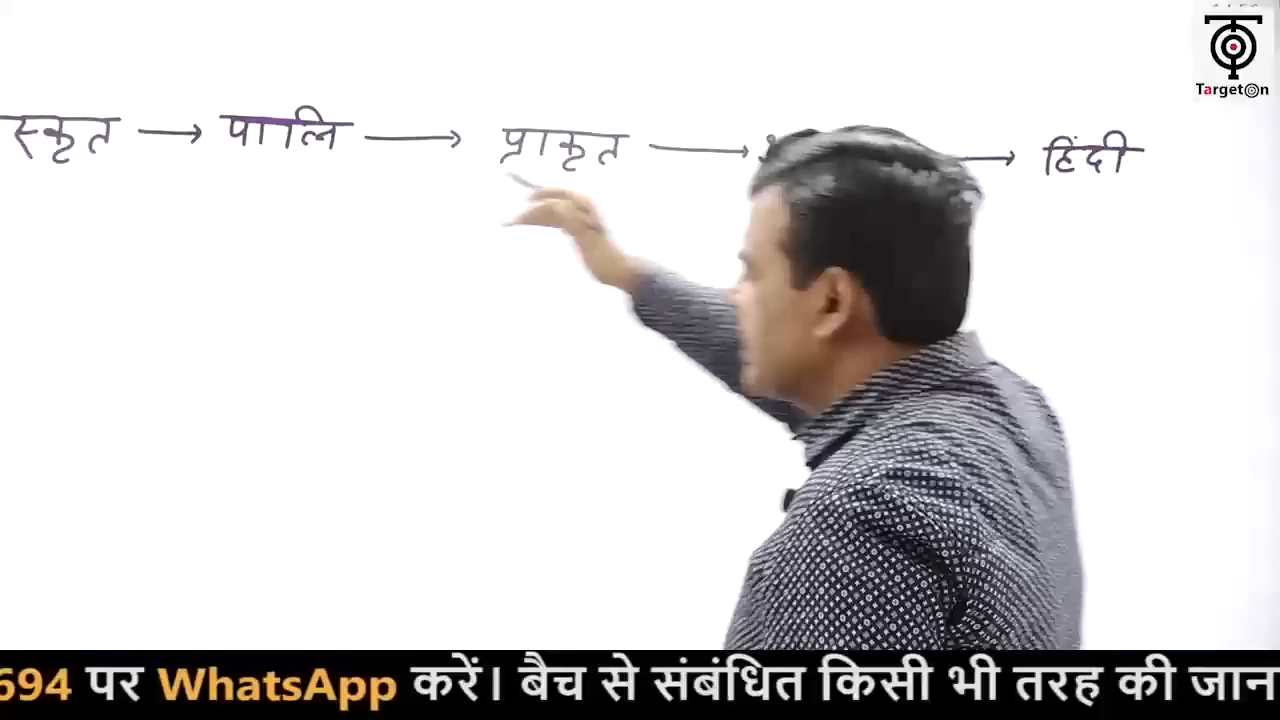 TargetOn
स्कृत → पालि → प्राकृत → → हिंदी
694 पर WhatsApp करें। बैच से संबंधित किसी भी तरह की जान